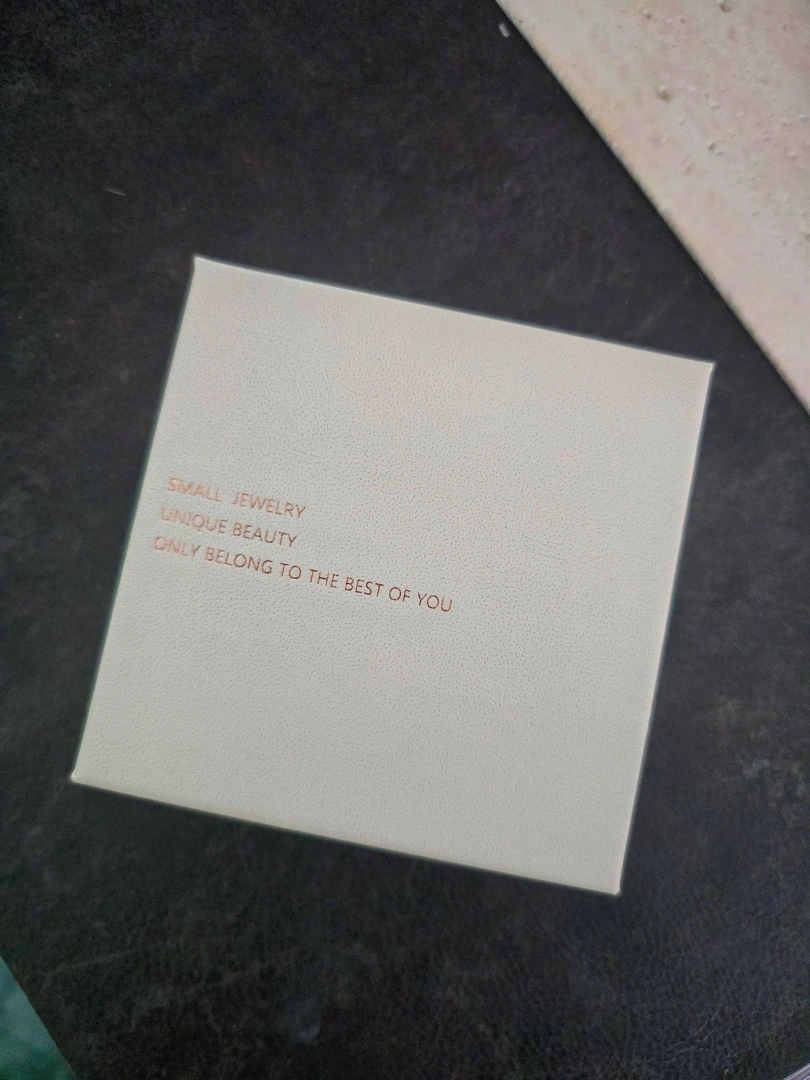 SMALL JEWELRY
UNIQUE BEAUTY
ONLY BELONG TO THE BEST OF YOU